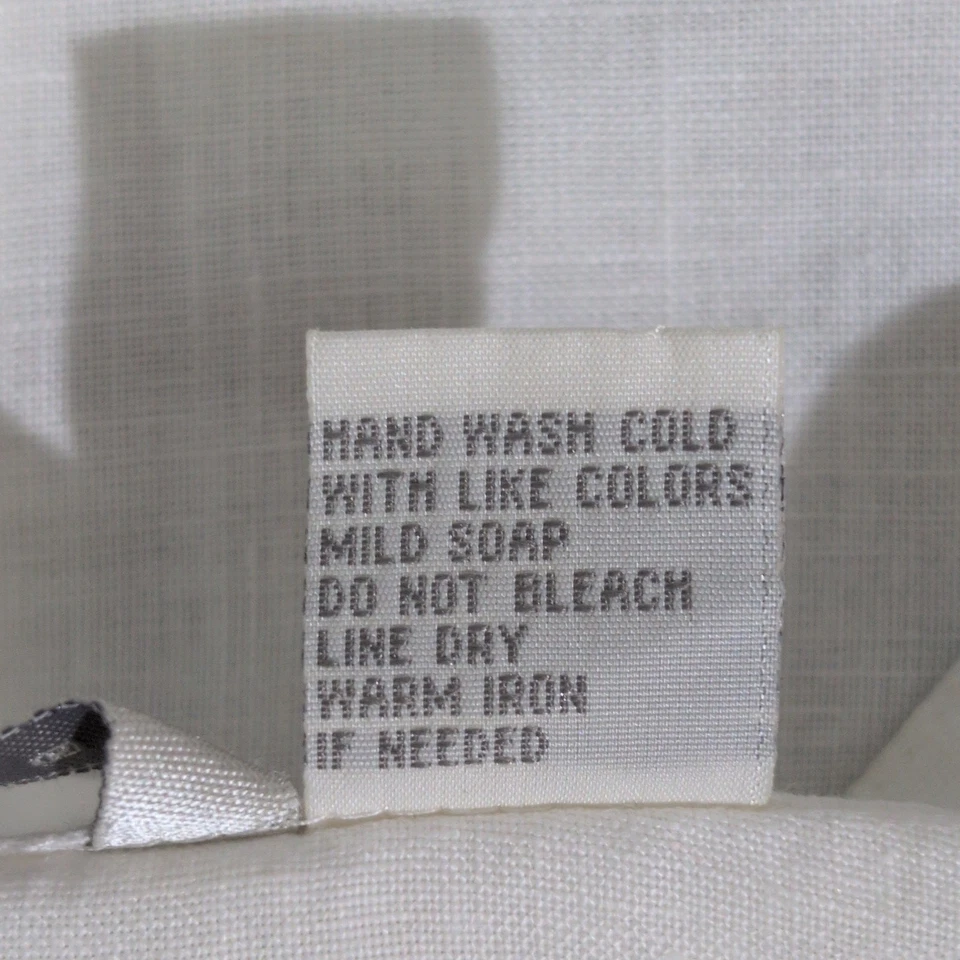 HAND WASH COLD
WITH LIKE COLORS
MILD SOAP
DO NOT BLEACH
LINE DRY
WARM IRON
IF NEEDED